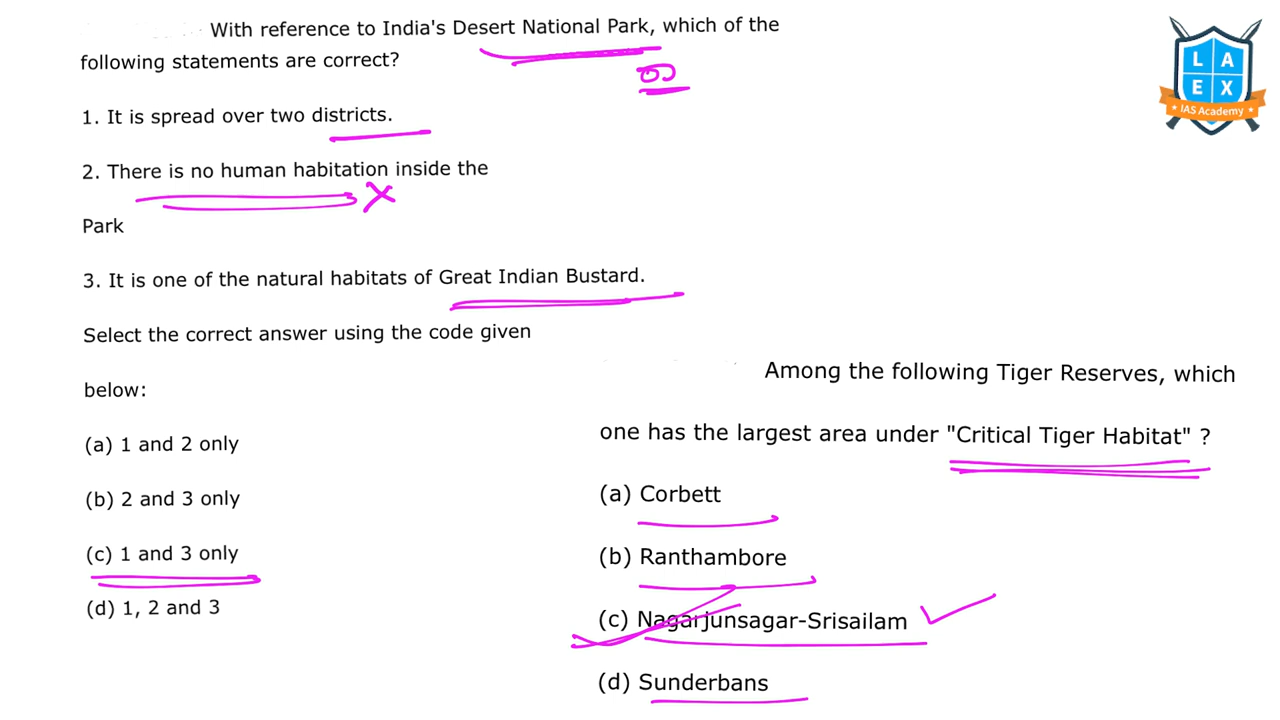 With reference to India's Desert National Park, which of the
following statements are correct?
1. It is spread over two districts.
2. There is no human habitation inside the
Park
3. It is one of the natural habitats of Great Indian Bustard.
Select the correct answer using the code given
below:
(a) 1 and 2 only
(b) 2 and 3 only
(c) 1 and 3 only
(d) 1, 2 and 3
Among the following Tiger Reserves, which
one has the largest area under "Critical Tiger Habitat" ?
(a) Corbett
(b) Ranthambore
(c) Nagarjunsagar-Srisailam
(d) Sunderbans
L A
E X
IAS Academy